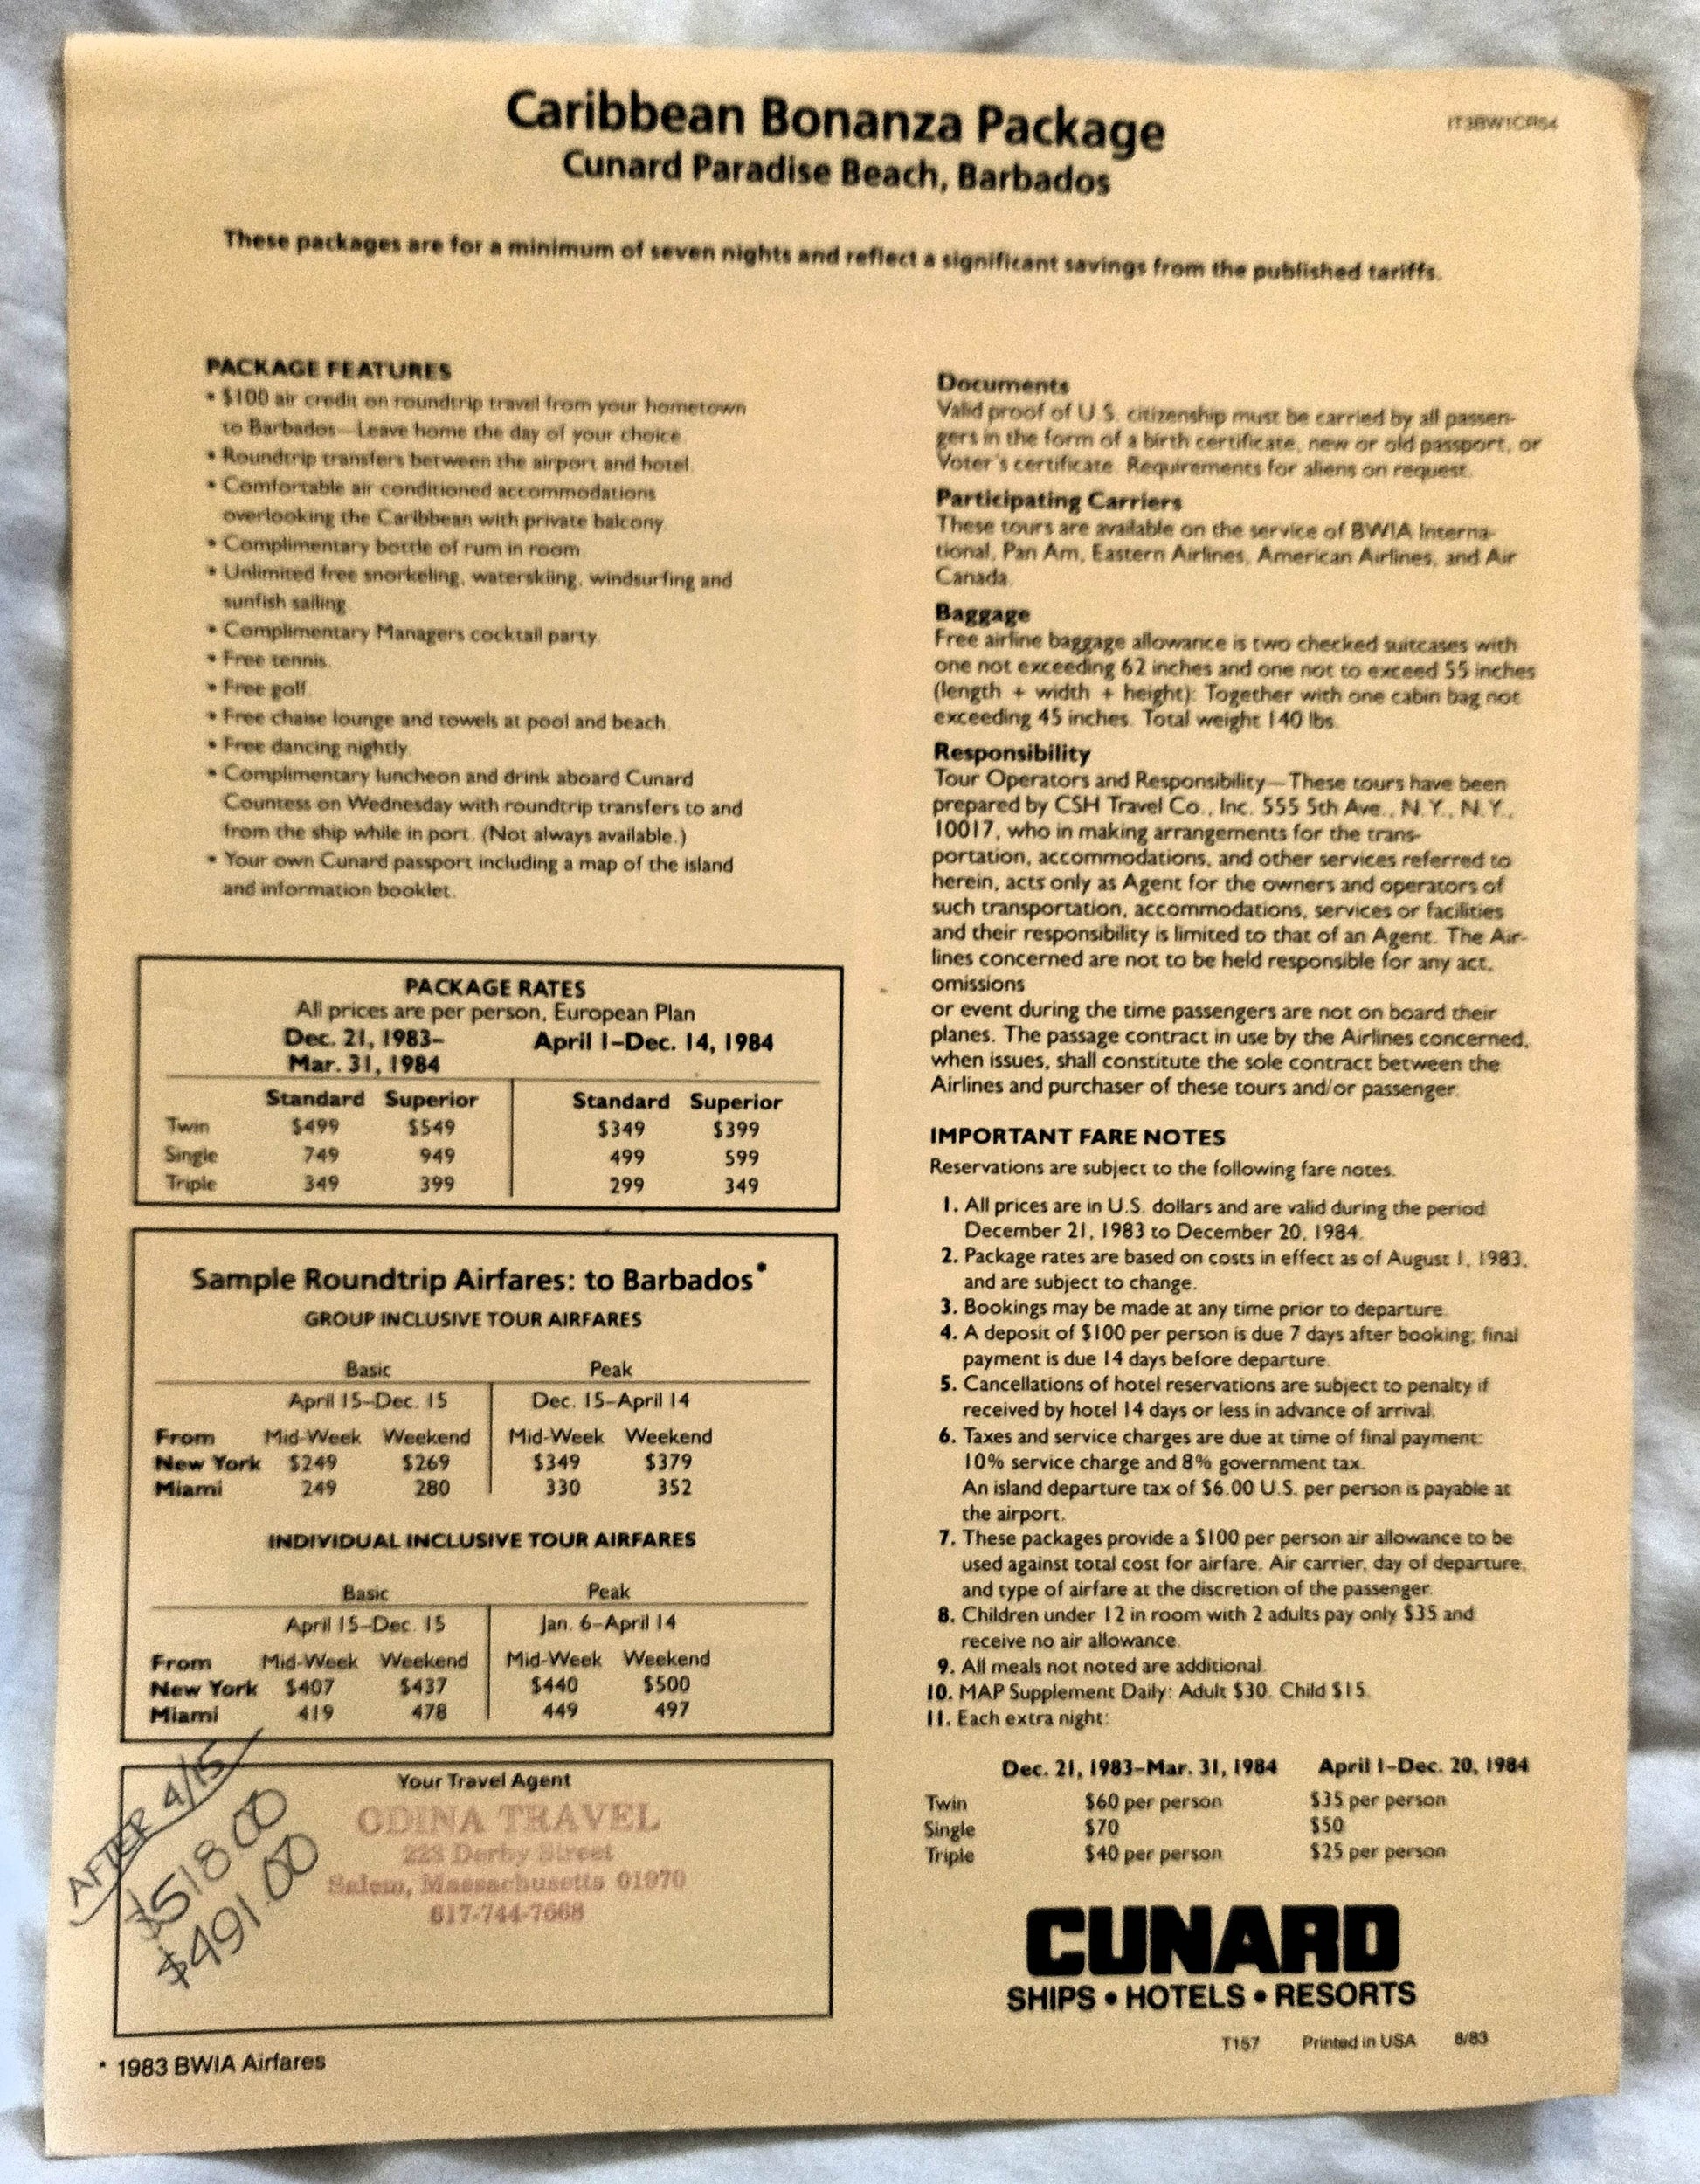 Caribbean Bonanza Package
IT3BW1CR54
Cunard Paradise Beach, Barbados
These packages are for a minimum of seven nights and reflect a significant savings from the published tariffs.
PACKAGE FEATURES
• $100 air credit on roundtrip travel from your hometown
to Barbados—Leave home the day of your choice.
• Roundtrip transfers between the airport and hotel.
• Comfortable air conditioned accommodations
overlooking the Caribbean with private balcony.
• Complimentary bottle of rum in room.
• Unlimited free snorkeling, waterskiing, windsurfing and
sunfish sailing.
• Complimentary Managers cocktail party.
• Free tennis.
• Free golf.
• Free chaise lounge and towels at pool and beach.
• Free dancing nightly.
• Complimentary luncheon and drink aboard Cunard
Countess on Wednesday with roundtrip transfers to and
from the ship while in port. (Not always available.)
• Your own Cunard passport including a map of the island
and information booklet.
PACKAGE RATES
All prices are per person, European Plan
Dec. 21, 1983– April 1–Dec. 14, 1984
Mar. 31, 1984
Standard Superior Standard Superior
Twin $499 $549 $349 $399
Single 749 949 499 599
Triple 349 399 299 349
Sample Roundtrip Airfares: to Barbados*
GROUP INCLUSIVE TOUR AIRFARES
Basic Peak
April 15–Dec. 15 Dec. 15–April 14
From Mid-Week Weekend Mid-Week Weekend
New York $249 $269 $349 $379
Miami 249 280 330 352
INDIVIDUAL INCLUSIVE TOUR AIRFARES
Basic Peak
April 15–Dec. 15 Jan. 6–April 14
From Mid-Week Weekend Mid-Week Weekend
New York $407 $437 $440 $500
Miami 419 478 449 497
Your Travel Agent
ODINA TRAVEL
223 Derby Street
Salem, Massachusetts 01970
617-744-7668
AFTER 4/15
$518.00
$491.00
* 1983 BWIA Airfares
Documents
Valid proof of U.S. citizenship must be carried by all passen-
gers in the form of a birth certificate, new or old passport, or
Voter's certificate. Requirements for aliens on request.
Participating Carriers
These tours are available on the service of BWIA Interna-
tional, Pan Am, Eastern Airlines, American Airlines, and Air
Canada.
Baggage
Free airline baggage allowance is two checked suitcases with
one not exceeding 62 inches and one not to exceed 55 inches
(length + width + height): Together with one cabin bag not
exceeding 45 inches. Total weight 140 lbs.
Responsibility
Tour Operators and Responsibility—These tours have been
prepared by CSH Travel Co., Inc. 555 5th Ave., N.Y., N.Y.,
10017, who in making arrangements for the trans-
portation, accommodations, and other services referred to
herein, acts only as Agent for the owners and operators of
such transportation, accommodations, services or facilities
and their responsibility is limited to that of an Agent. The Air-
lines concerned are not to be held responsible for any act,
omissions
or event during the time passengers are not on board their
planes. The passage contract in use by the Airlines concerned,
when issues, shall constitute the sole contract between the
Airlines and purchaser of these tours and/or passenger.
IMPORTANT FARE NOTES
Reservations are subject to the following fare notes.
1. All prices are in U.S. dollars and are valid during the period
December 21, 1983 to December 20, 1984.
2. Package rates are based on costs in effect as of August 1, 1983,
and are subject to change.
3. Bookings may be made at any time prior to departure.
4. A deposit of $100 per person is due 7 days after booking; final
payment is due 14 days before departure.
5. Cancellations of hotel reservations are subject to penalty if
received by hotel 14 days or less in advance of arrival.
6. Taxes and service charges are due at time of final payment:
10% service charge and 8% government tax.
An island departure tax of $6.00 U.S. per person is payable at
the airport.
7. These packages provide a $100 per person air allowance to be
used against total cost for airfare. Air carrier, day of departure,
and type of airfare at the discretion of the passenger.
8. Children under 12 in room with 2 adults pay only $35 and
receive no air allowance.
9. All meals not noted are additional.
10. MAP Supplement Daily: Adult $30. Child $15.
11. Each extra night:
Dec. 21, 1983–Mar. 31, 1984 April 1–Dec. 20, 1984
Twin $60 per person $35 per person
Single $70 $50
Triple $40 per person $25 per person
CUNARD
SHIPS • HOTELS • RESORTS
T157 Printed in USA 8/83